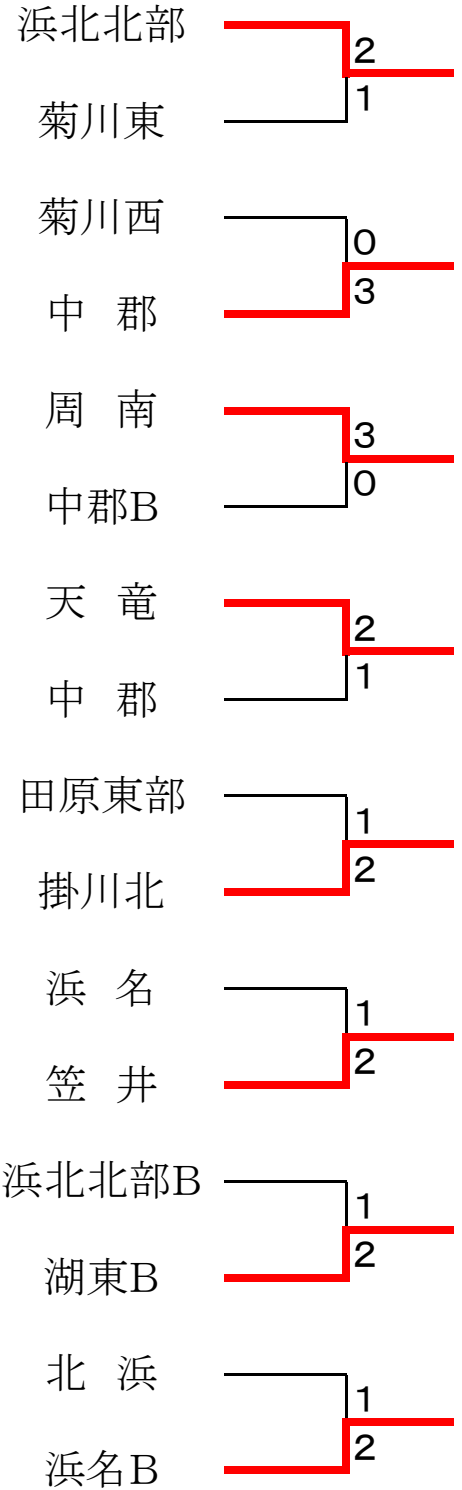 浜北北部
2
1
菊川東
菊川西
0
3
中 郡
周 南
3
0
中郡B
天 竜
2
1
中 郡
田原東部
1
2
掛川北
浜 名
1
2
笠 井
浜北北部B
1
2
湖東B
北 浜
1
2
浜名B